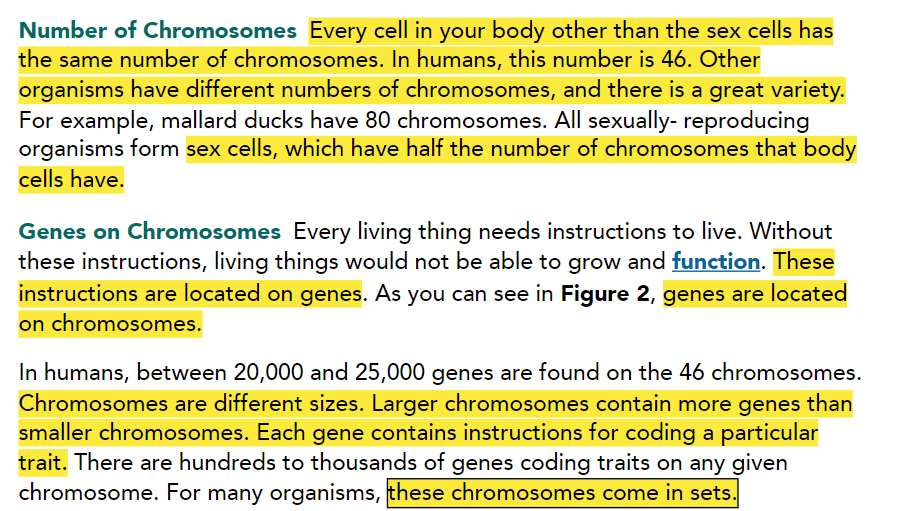 Number of Chromosomes Every cell in your body other than the sex cells has
the same number of chromosomes. In humans, this number is 46. Other
organisms have different numbers of chromosomes, and there is a great variety.
For example, mallard ducks have 80 chromosomes. All sexually- reproducing
organisms form sex cells, which have half the number of chromosomes that body
cells have.
Genes on Chromosomes Every living thing needs instructions to live. Without
these instructions, living things would not be able to grow and function. These
instructions are located on genes. As you can see in Figure 2, genes are located
on chromosomes.
In humans, between 20,000 and 25,000 genes are found on the 46 chromosomes.
Chromosomes are different sizes. Larger chromosomes contain more genes than
smaller chromosomes. Each gene contains instructions for coding a particular
trait. There are hundreds to thousands of genes coding traits on any given
chromosome. For many organisms, these chromosomes come in sets.